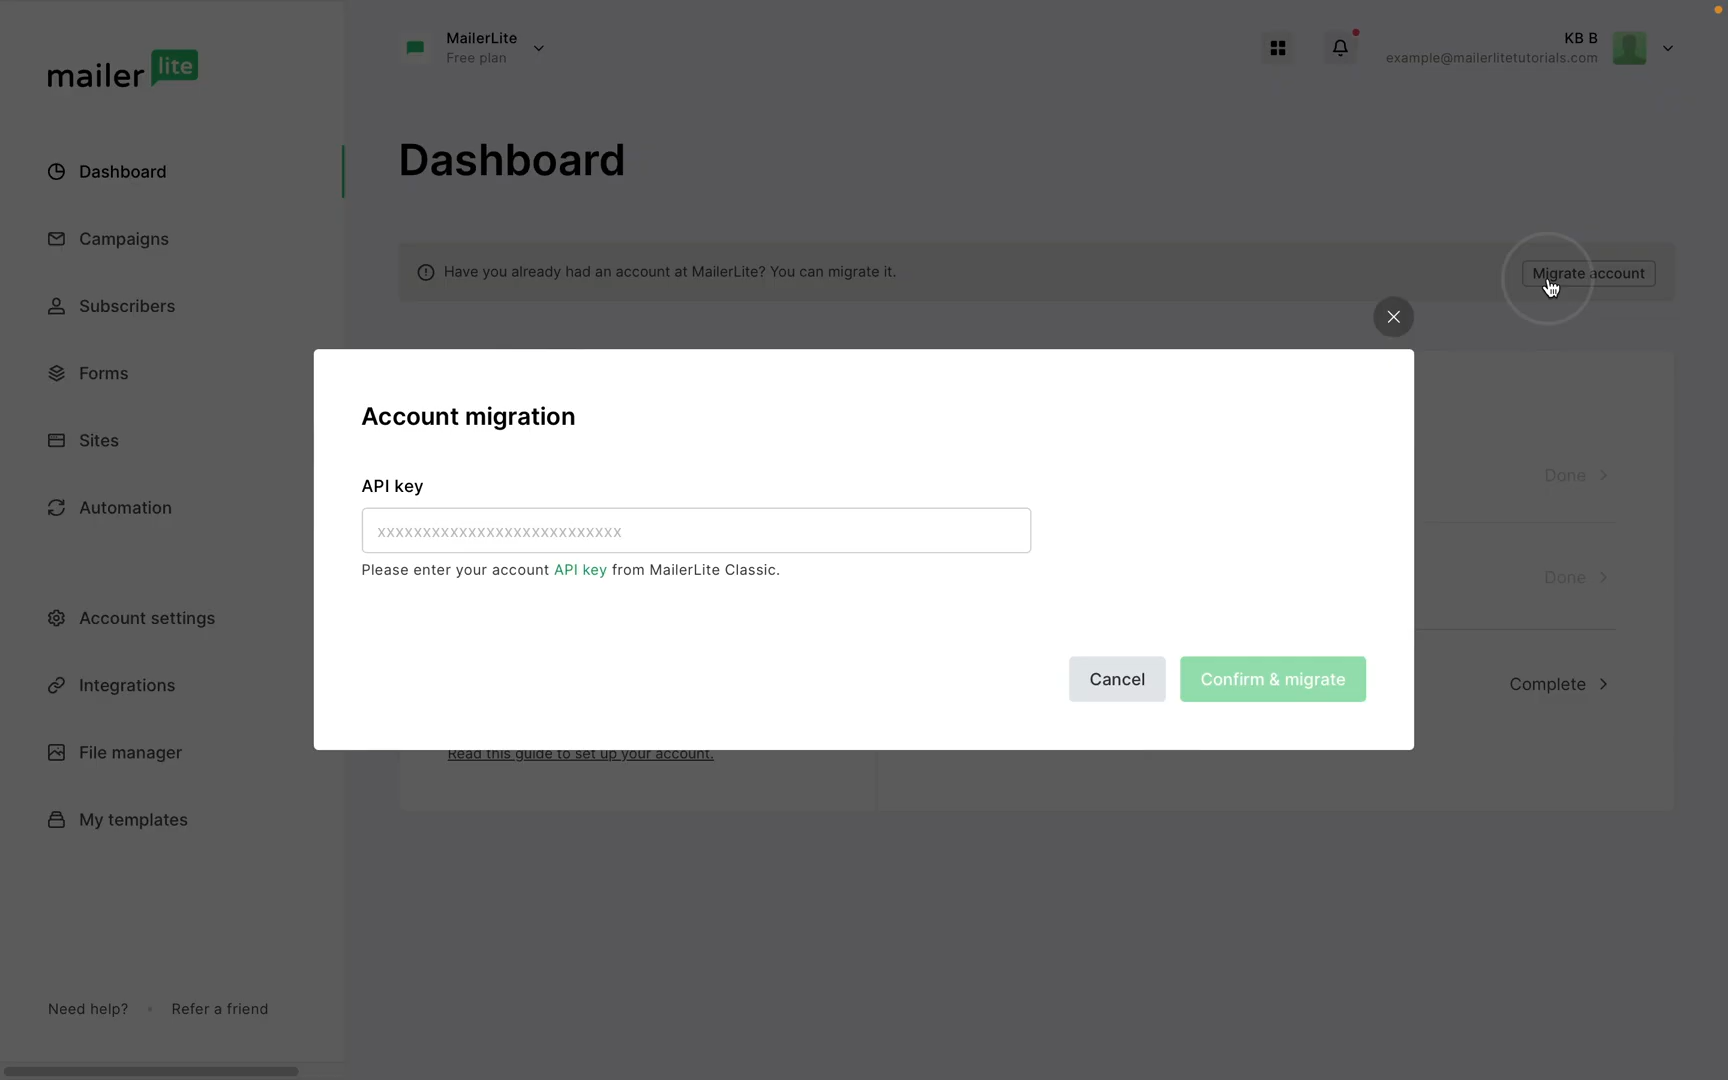 mailer lite
MailerLite
Free plan
KB B
example@mailerlitetutorials.com
Dashboard
Campaigns
Subscribers
Forms
Sites
Automation
Account settings
Integrations
File manager
My templates
Need help?
Refer a friend
Dashboard
Have you already had an account at MailerLite? You can migrate it.
Migrate account
Account migration
API key
xxxxxxxxxxxxxxxxxxxxxxxxxxx
Please enter your account API key from MailerLite Classic.
Cancel
Confirm & migrate
Done
Done
Complete
Read this guide to set up your account.